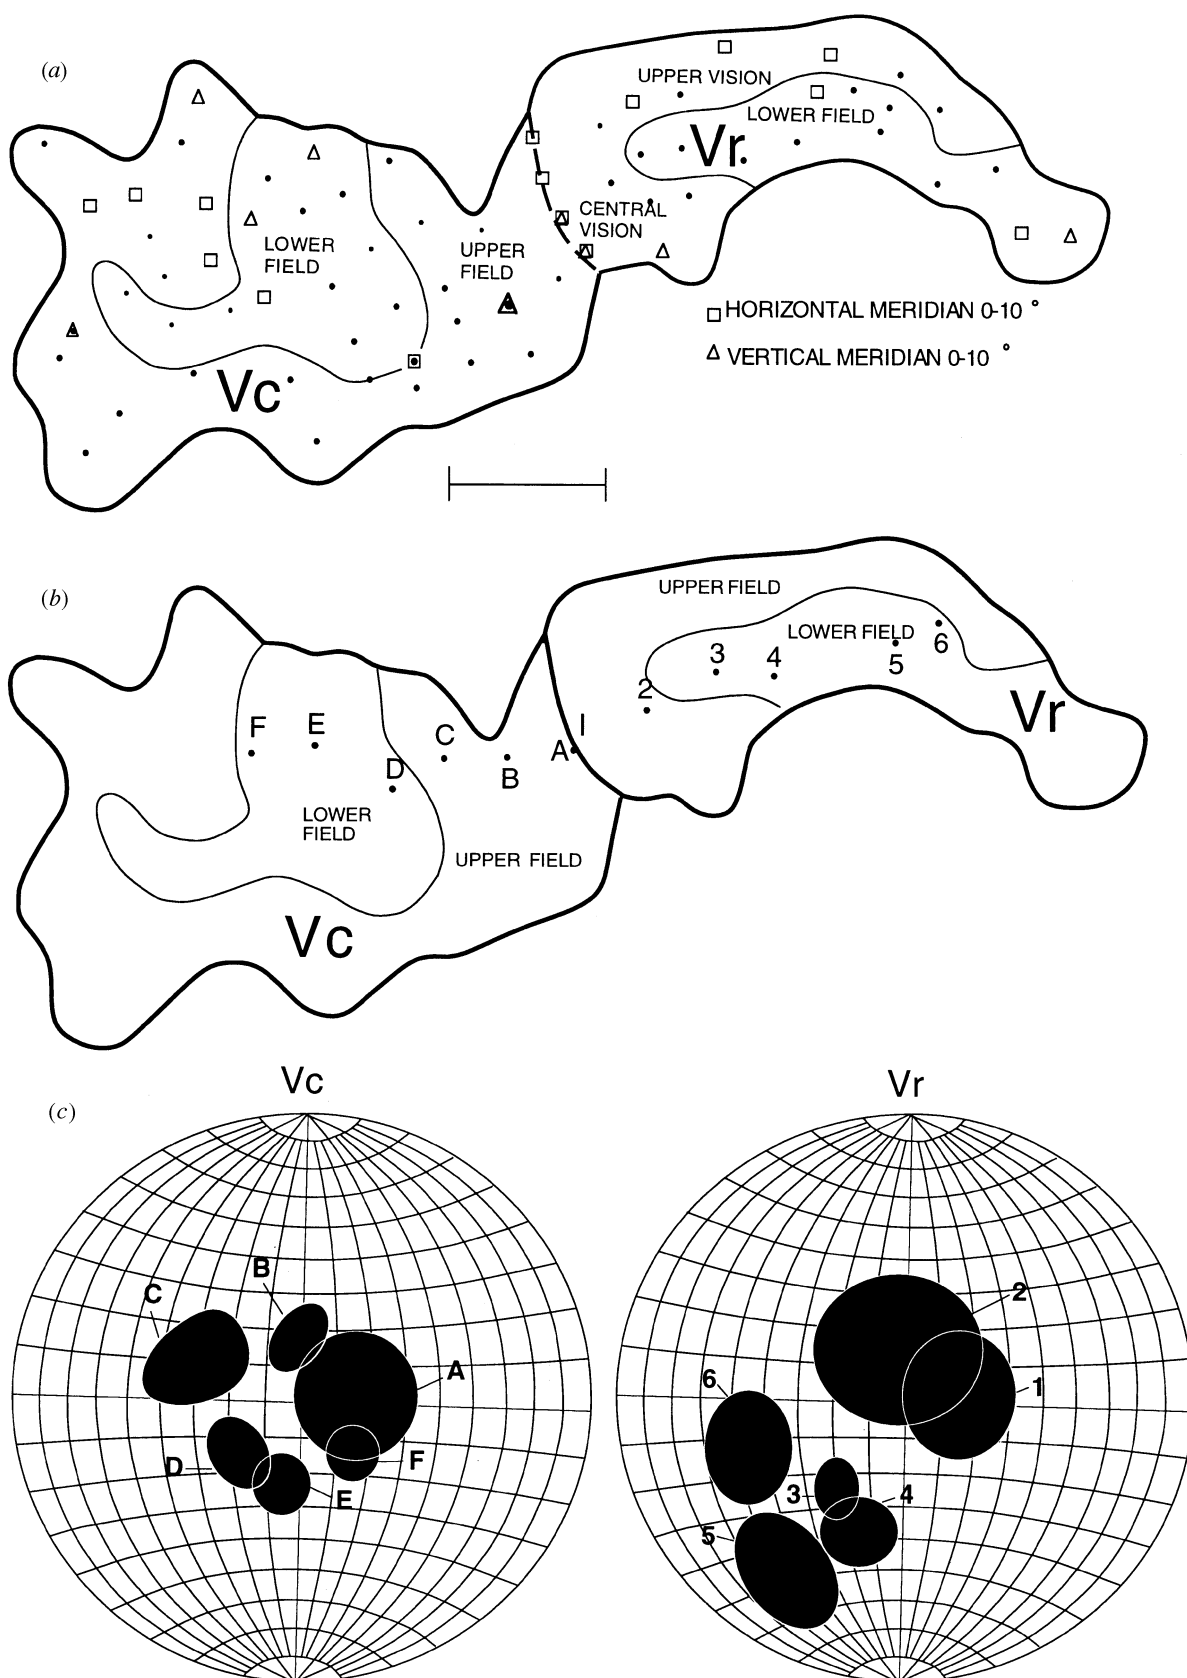 (a)
UPPER VISION
LOWER FIELD
Vr
CENTRAL
VISION
LOWER
FIELD
UPPER
FIELD
Vc
□ HORIZONTAL MERIDIAN 0-10 °
△ VERTICAL MERIDIAN 0-10 °
(b)
UPPER FIELD
LOWER FIELD
6
3
4
5
2
Vr
F
E
C
I
A
B
D
LOWER
FIELD
UPPER FIELD
Vc
(c)
Vc
Vr
B
C
A
D
F
E
2
6
1
3
4
5